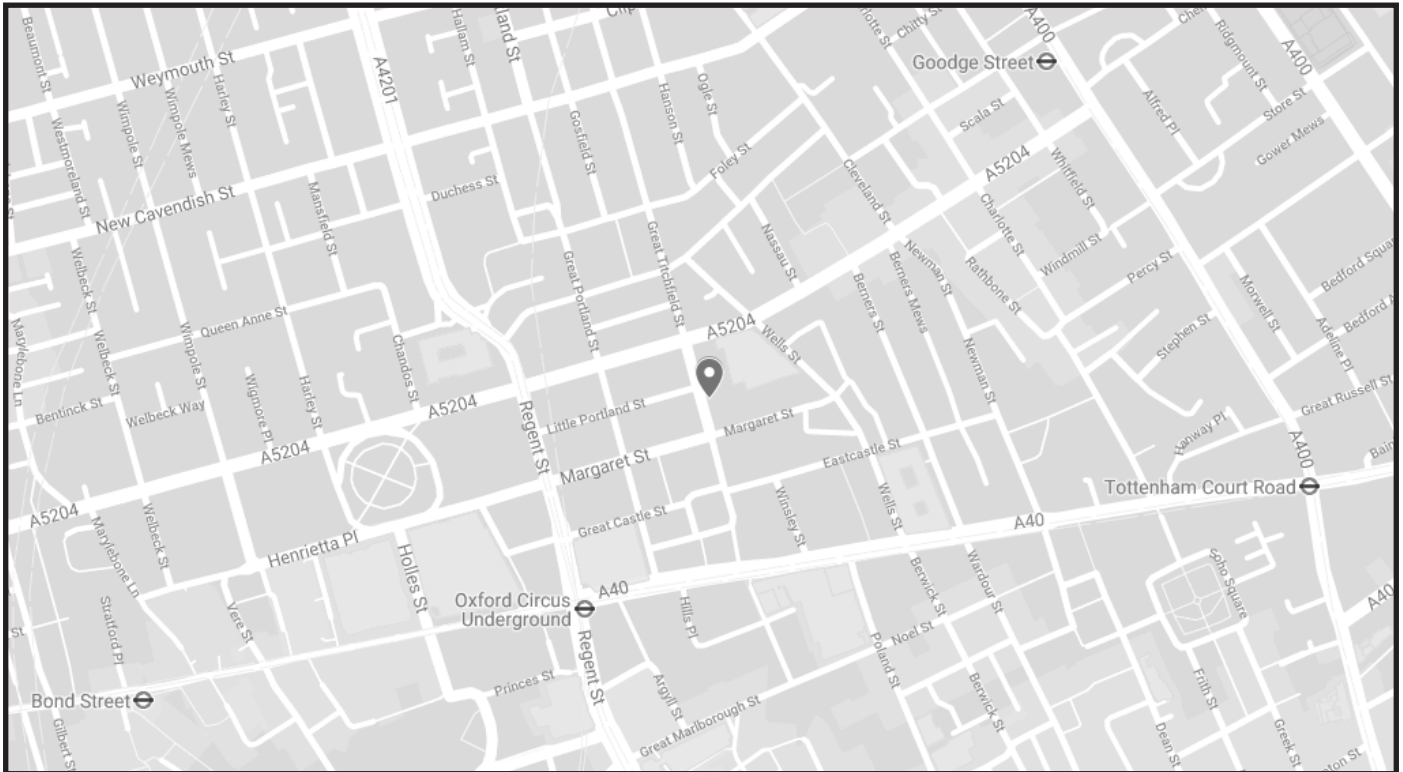 Beaumont St
Weymouth St
A4201
Hallam St
land St
Clip
lotte St
Chitty St
Goodge Street
A400
Ridgmount St
A400
Westmoreland St
Wimpole St
Wimpole Mews
Harley St
Gosfield St
Hanson St
Ogle St
Scala St
Alfred Pl
Store St
Gower Mews
New Cavendish St
Mansfield St
Duchess St
Foley St
Cleveland St
A5204
Whitfield St
Welbeck St
Great Portland St
Great Titchfield St
Nassau St
Newman St
Charlotte St
Rathbone St
Windmill St
Percy St
Bedford Squa
Marylebone Ln
Welbeck St
Wimpole St
Queen Anne St
Chandos St
A5204
Wells St
Berners St
Berners Mews
Newman St
Stephen St
Morwell St
Adeline Pl
Bedford A
Bentinck St
Welbeck Way
Wigmore Pl
Harley St
A5204
Regent St
Little Portland St
Margaret St
Great Russell St
Hanway Pl
A5204
Margaret St
Eastcastle St
A400
Bain
Tottenham Court Road
A5204
Marylebone Ln
Welbeck St
Henrietta Pl
Holles St
Great Castle St
Winsley St
Wells St
A40
Stratford Pl
Vere St
Oxford Circus
Underground
A40
Hills Pl
Berwick St
Wardour St
Soho Square
A40
St
Bond Street
Gilbert St
Princes St
Regent St
Argyll St
Great Marlborough St
Poland St
Noel St
Berwick St
Dean St
Frith St
Greek St
ton St